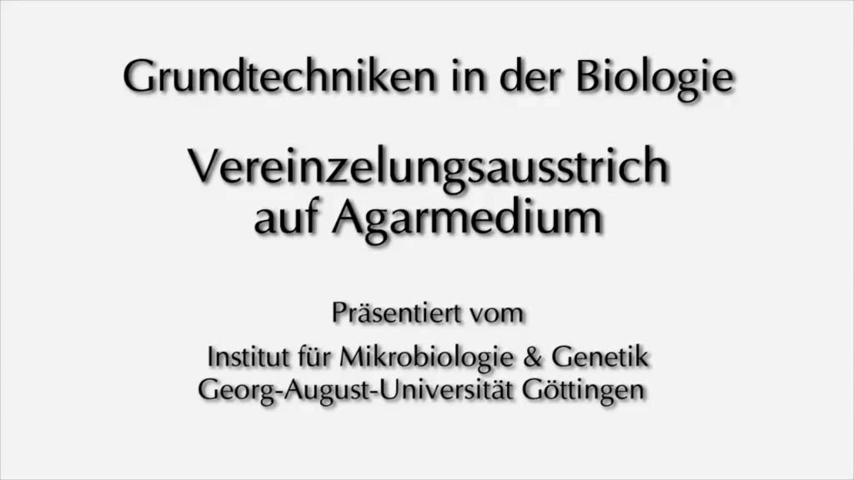 Grundtechniken in der Biologie
Vereinzelungsausstrich
auf Agarmedium
Präsentiert vom
Institut für Mikrobiologie & Genetik
Georg-August-Universität Göttingen